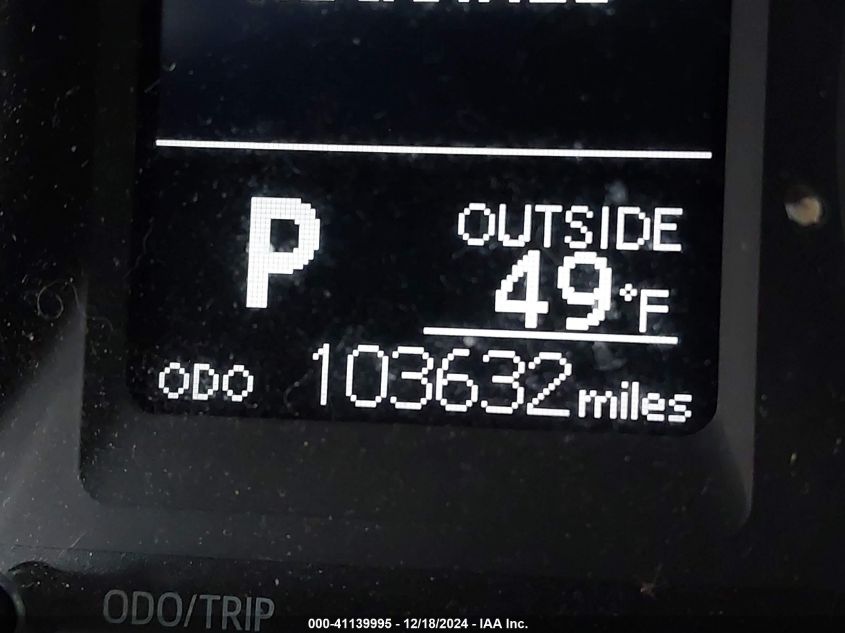 P
OUTSIDE
49°F
ODO 103632 miles
ODO/TRIP
000-41139995 - 12/18/2024 - IAA Inc.